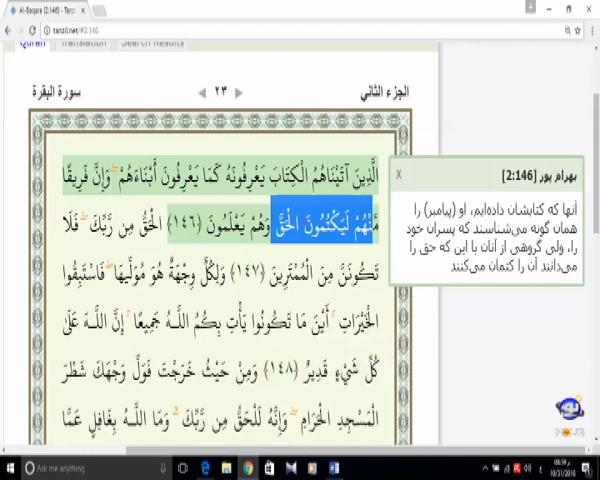 Al-Baqara [2:146] - Tanzil
tanzil.net/#2:146
Quran Translation Search Results
سورة البقرة
٢٣
الجزء الثاني
الَّذِينَ آتَيْنَاهُمُ الْكِتَابَ يَعْرِفُونَهُ كَمَا يَعْرِفُونَ أَبْنَاءَهُمْ ۖ وَإِنَّ فَرِيقًا
مِّنْهُمْ لَيَكْتُمُونَ الْحَقَّ وَهُمْ يَعْلَمُونَ ﴿١٤٦﴾ الْحَقُّ مِن رَّبِّكَ ۖ فَلَا
تَكُونَنَّ مِنَ الْمُمْتَرِينَ ﴿١٤٧﴾ وَلِكُلٍّ وِجْهَةٌ هُوَ مُوَلِّيهَا ۖ فَاسْتَبِقُوا
الْخَيْرَاتِ ۚ أَيْنَ مَا تَكُونُوا يَأْتِ بِكُمُ اللَّـهُ جَمِيعًا ۚ إِنَّ اللَّـهَ عَلَىٰ
كُلِّ شَيْءٍ قَدِيرٌ ﴿١٤٨﴾ وَمِنْ حَيْثُ خَرَجْتَ فَوَلِّ وَجْهَكَ شَطْرَ
الْمَسْجِدِ الْحَرَامِ ۖ وَإِنَّهُ لَلْحَقُّ مِن رَّبِّكَ ۗ وَمَا اللَّـهُ بِغَافِلٍ عَمَّا
بهرام پور [2:146]
آنها که کتابشان داده‌ایم، او (پیامبر) را
همان گونه می‌شناسند که پسران خود
را، ولی گروهی از آنان با این که حق را
می‌دانند آن را کتمان می‌کنند
Ask me anything
10/31/2016